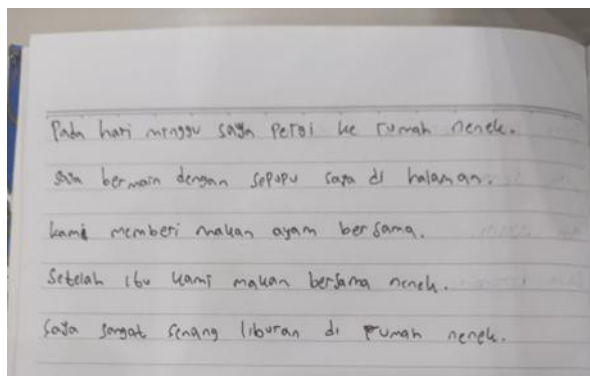 Pada hari minggu saya Pergi ke rumah nenek.
saya bermain dengan sepupu saya di halaman.
kami memberi makan ayam bersama.
Setelah ibu kami makan bersama nenek.
saya sangat senang liburan di rumah nenek.